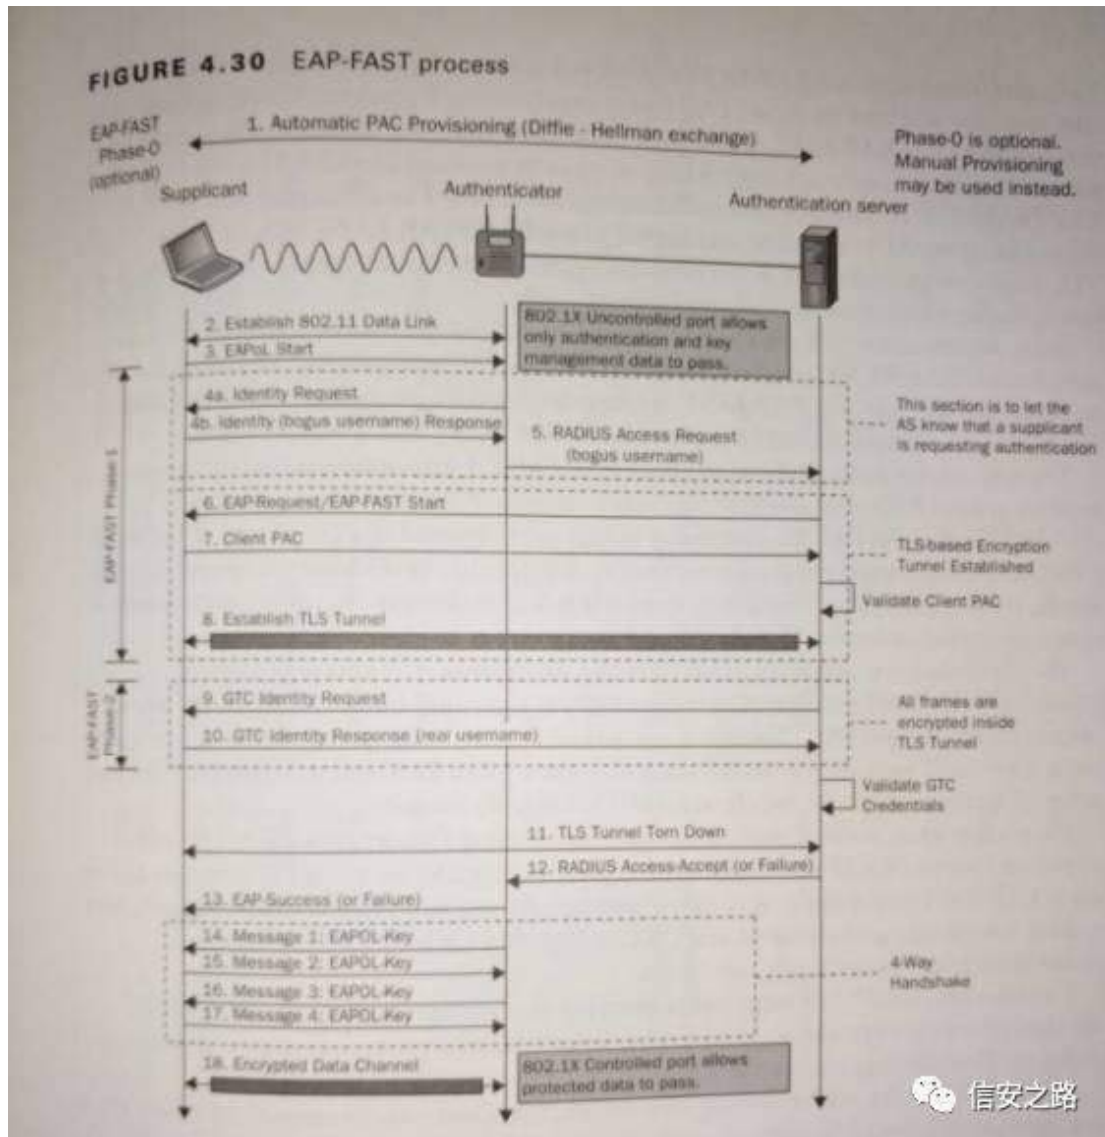 FIGURE 4.30 EAP-FAST process
EAP-FAST
Phase-0
(optional)
1. Automatic PAC Provisioning (Diffie - Hellman exchange)
Phase-0 is optional.
Manual Provisioning
may be used instead.
Supplicant
Authenticator
Authentication server
2. Establish 802.11 Data Link
3. EAPoL Start
802.1X Uncontrolled port allows
only authentication and key
management data to pass.
EAP-FAST Phase-1
4a. Identity Request
4b. Identity (bogus username) Response
5. RADIUS Access Request
(bogus username)
This section is to let the
AS know that a supplicant
is requesting authentication
6. EAP-Request/EAP-FAST Start
7. Client PAC
TLS-based Encryption
Tunnel Established
Validate Client PAC
8. Establish TLS Tunnel
EAP-FAST
Phase-2
9. GTC Identity Request
10. GTC Identity Response (real username)
All frames are
encrypted inside
TLS Tunnel
Validate GTC
Credentials
11. TLS Tunnel Torn Down
12. RADIUS Access-Accept (or Failure)
13. EAP-Success (or Failure)
14. Message 1: EAPOL-Key
15. Message 2: EAPOL-Key
16. Message 3: EAPOL-Key
17. Message 4: EAPOL-Key
4-Way
Handshake
18. Encrypted Data Channel
802.1X Controlled port allows
protected data to pass.
信安之路